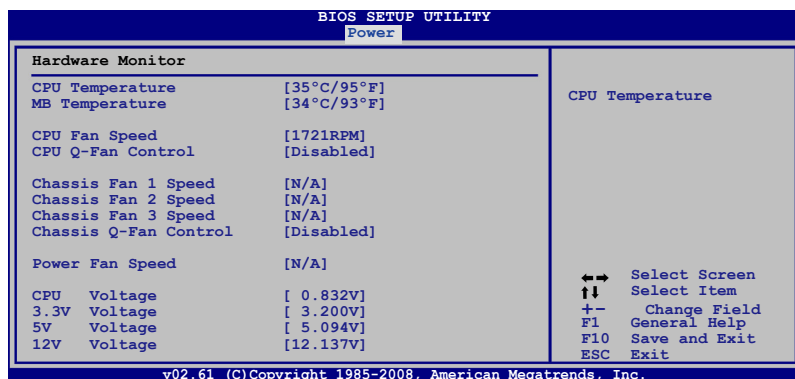 BIOS SETUP UTILITY
Power
Hardware Monitor
CPU Temperature [35°C/95°F]
MB Temperature [34°C/93°F]
CPU Fan Speed [1721RPM]
CPU Q-Fan Control [Disabled]
Chassis Fan 1 Speed [N/A]
Chassis Fan 2 Speed [N/A]
Chassis Fan 3 Speed [N/A]
Chassis Q-Fan Control [Disabled]
Power Fan Speed [N/A]
CPU Voltage [ 0.832V]
3.3V Voltage [ 3.200V]
5V Voltage [ 5.094V]
12V Voltage [12.137V]
CPU Temperature
←→ Select Screen
↑↓ Select Item
+- Change Field
F1 General Help
F10 Save and Exit
ESC Exit
v02.61 (C)Copyright 1985-2008, American Megatrends, Inc.